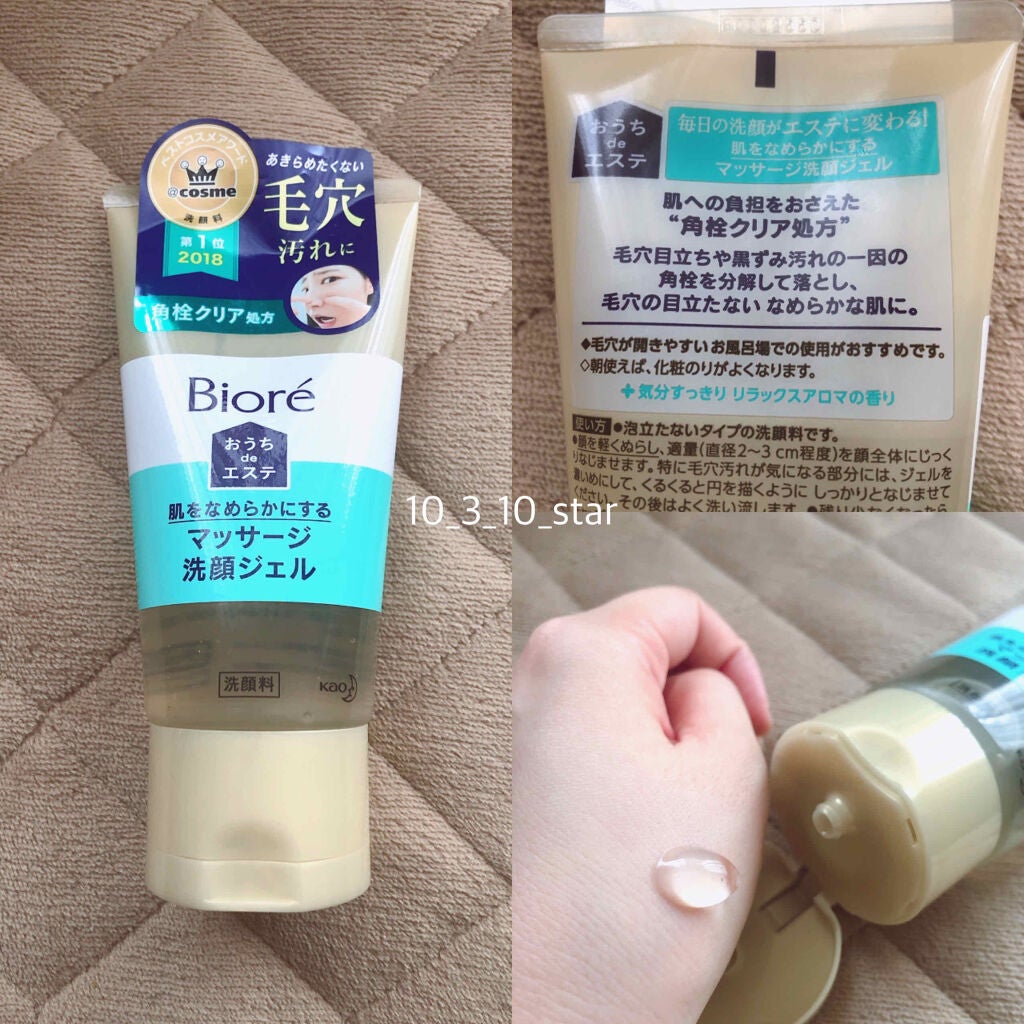 ベストコスメアワード
@cosme
洗顔料
第1位
2018
あきらめたくない
毛穴
汚れに
角栓クリア処方
Bioré
おうち
de
エステ
肌をなめらかにする
マッサージ
洗顔ジェル
洗顔料
Kao
おうち
de
エステ
毎日の洗顔がエステに変わる!
肌をなめらかにする
マッサージ洗顔ジェル
肌への負担をおさえた
“角栓クリア処方”
毛穴目立ちや黒ずみ汚れの一因の
角栓を分解して落とし、
毛穴の目立たない なめらかな肌に。
◆毛穴が開きやすい お風呂場での使用がおすすめです。
◇朝使えば、化粧のりがよくなります。
✚気分すっきり リラックスアロマの香り
使い方 ●泡立たないタイプの洗顔料です。
●顔を軽くぬらし、適量(直径2〜3 cm程度)を顔全体にじっく
りなじませます。特に毛穴汚れが気になる部分には、ジェルを
濃いめにして、くるくると円を描くように しっかりとなじませて
ください。その後はよく洗い流します。 ●残り少なくなったら
10_3_10_star